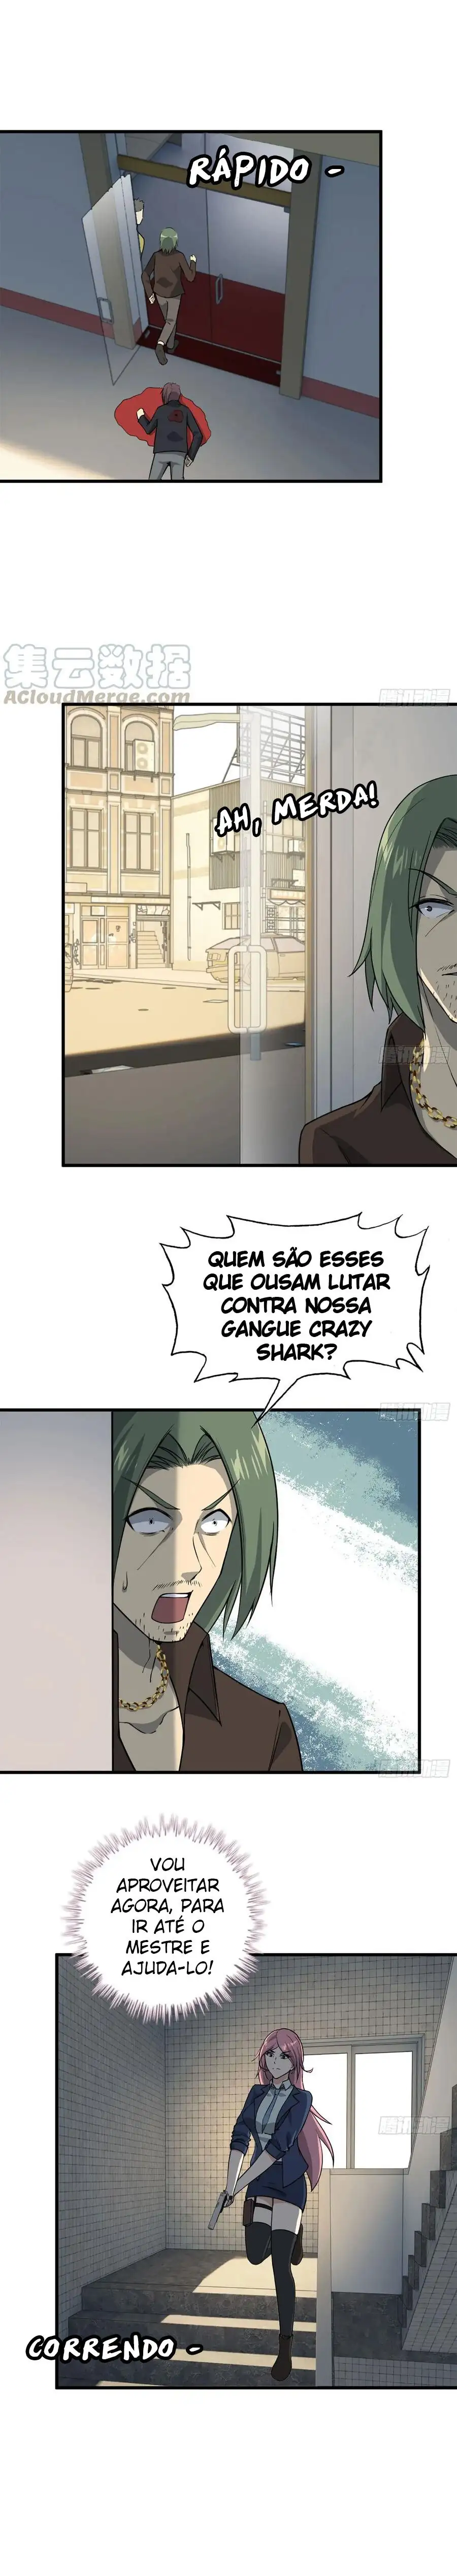 RÁPIDO -
集云数据
ACloudMerge.com
AH, MERDA!
QUEM SÃO ESSES
QUE OUSAM LUTAR
CONTRA NOSSA
GANGUE CRAZY
SHARK?
VOU
APROVEITAR
AGORA, PARA
IR ATÉ O
MESTRE E
AJUDA-LO!
CORRENDO -